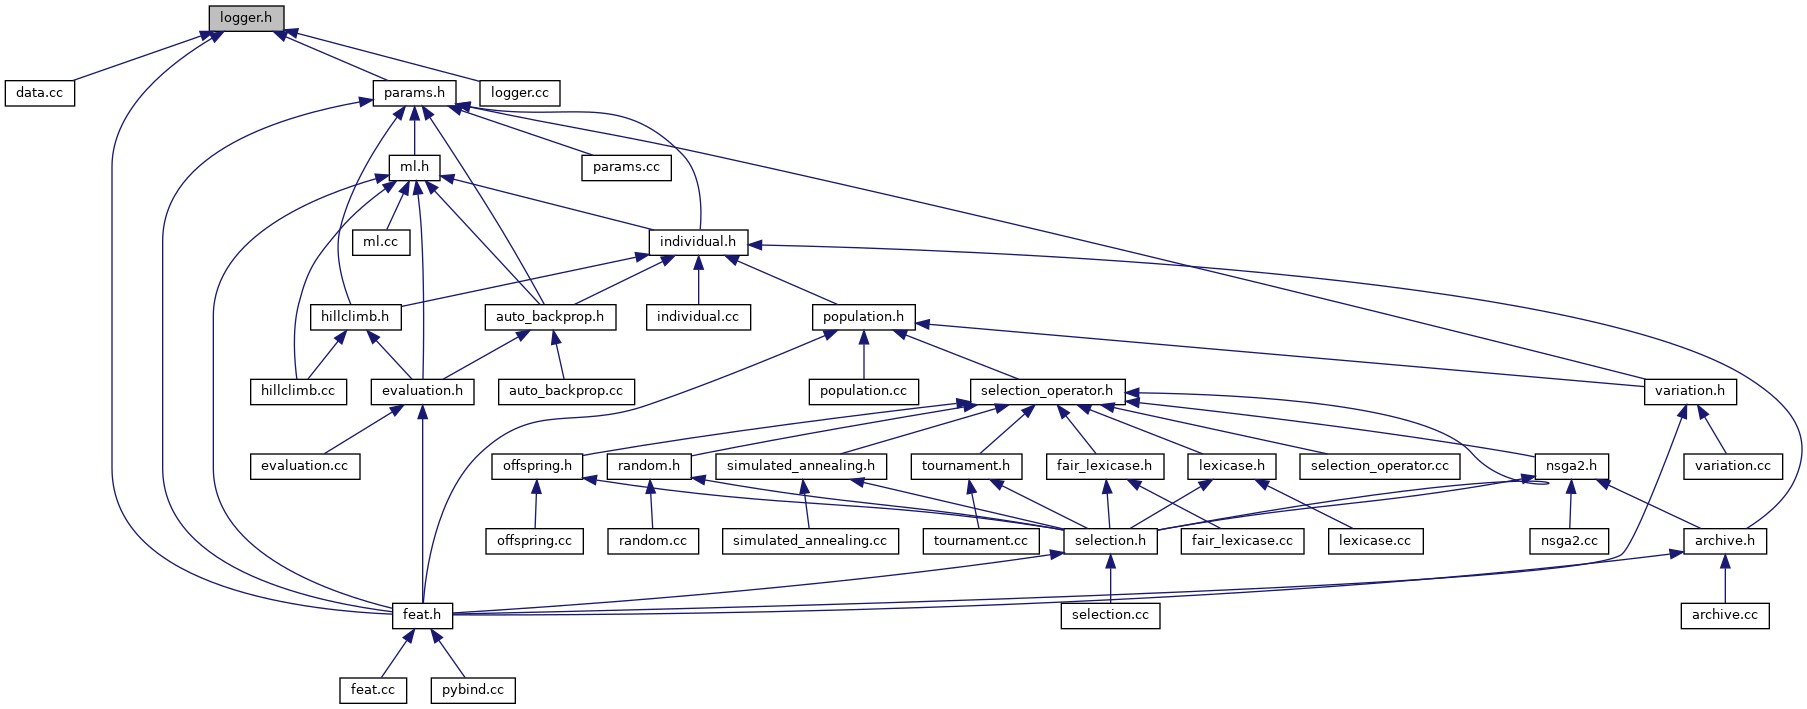 logger.h
data.cc
params.h
logger.cc
ml.h
params.cc
ml.cc
individual.h
hillclimb.h
auto_backprop.h
individual.cc
population.h
hillclimb.cc
evaluation.h
auto_backprop.cc
population.cc
selection_operator.h
variation.h
evaluation.cc
offspring.h
random.h
simulated_annealing.h
tournament.h
fair_lexicase.h
lexicase.h
selection_operator.cc
nsga2.h
variation.cc
offspring.cc
random.cc
simulated_annealing.cc
tournament.cc
selection.h
fair_lexicase.cc
lexicase.cc
nsga2.cc
archive.h
feat.h
selection.cc
archive.cc
feat.cc
pybind.cc